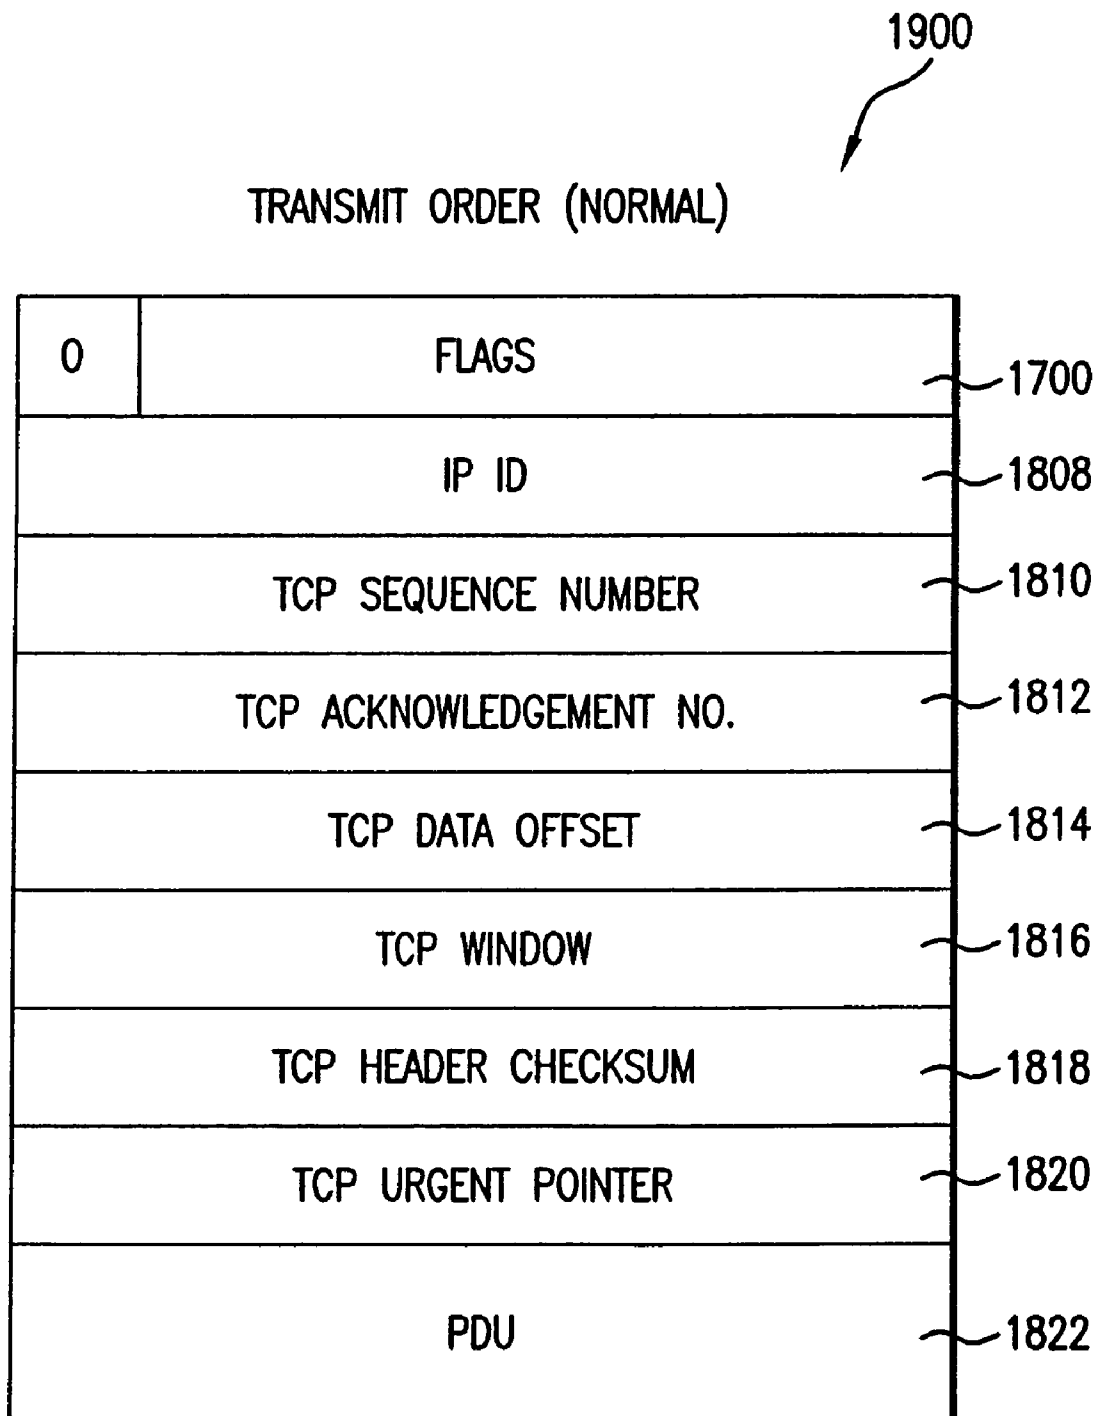 1900
TRANSMIT ORDER (NORMAL)
0 FLAGS 1700
IP ID 1808
TCP SEQUENCE NUMBER 1810
TCP ACKNOWLEDGEMENT NO. 1812
TCP DATA OFFSET 1814
TCP WINDOW 1816
TCP HEADER CHECKSUM 1818
TCP URGENT POINTER 1820
PDU 1822